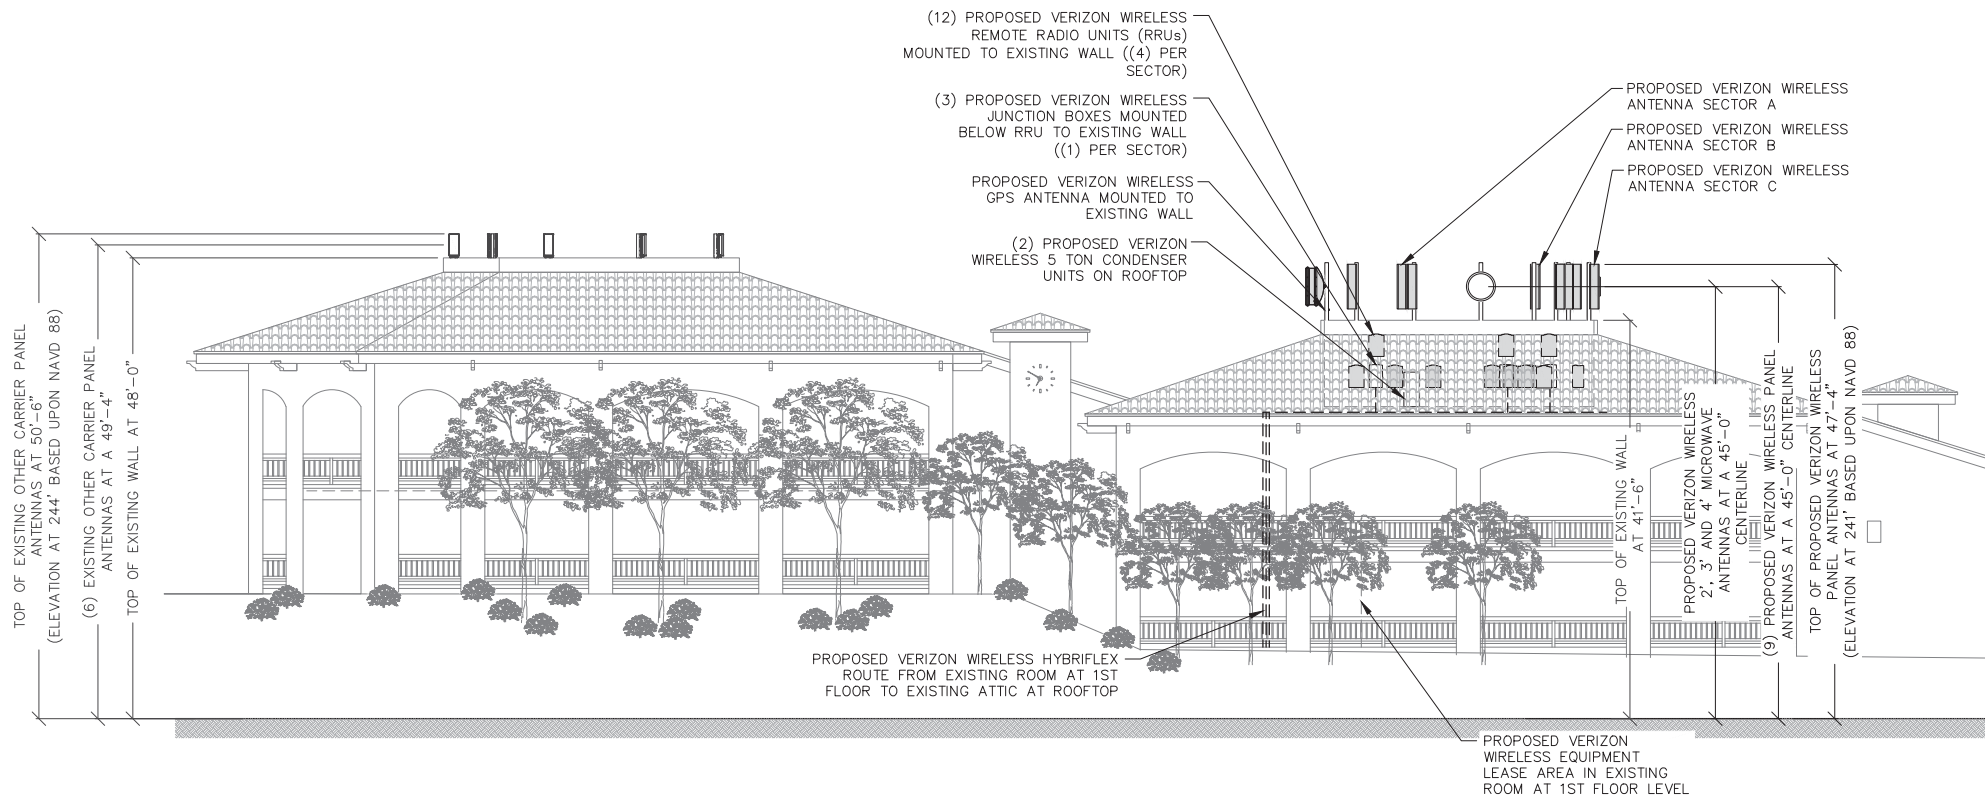 (12) PROPOSED VERIZON WIRELESS
REMOTE RADIO UNITS (RRUs)
MOUNTED TO EXISTING WALL ((4) PER
SECTOR)
(3) PROPOSED VERIZON WIRELESS
JUNCTION BOXES MOUNTED
BELOW RRU TO EXISTING WALL
((1) PER SECTOR)
PROPOSED VERIZON WIRELESS
GPS ANTENNA MOUNTED TO
EXISTING WALL
(2) PROPOSED VERIZON
WIRELESS 5 TON CONDENSER
UNITS ON ROOFTOP
PROPOSED VERIZON WIRELESS
ANTENNA SECTOR A
PROPOSED VERIZON WIRELESS
ANTENNA SECTOR B
PROPOSED VERIZON WIRELESS
ANTENNA SECTOR C
TOP OF EXISTING OTHER CARRIER PANEL
ANTENNAS AT 50'-6"
(ELEVATION AT 244' BASED UPON NAVD 88)
(6) EXISTING OTHER CARRIER PANEL
ANTENNAS AT A 49'-4"
TOP OF EXISTING WALL AT 48'-0"
TOP OF EXISTING WALL
AT 41'-6"
PROPOSED VERIZON WIRELESS
2', 3' AND 4' MICROWAVE
ANTENNAS AT A 45'-0"
CENTERLINE
(9) PROPOSED VERIZON WIRELESS PANEL
ANTENNAS AT A 45'-0" CENTERLINE
TOP OF PROPOSED VERIZON WIRELESS
PANEL ANTENNAS AT 47'-4"
(ELEVATION AT 241' BASED UPON NAVD 88)
PROPOSED VERIZON WIRELESS HYBRIFLEX
ROUTE FROM EXISTING ROOM AT 1ST
FLOOR TO EXISTING ATTIC AT ROOFTOP
PROPOSED VERIZON
WIRELESS EQUIPMENT
LEASE AREA IN EXISTING
ROOM AT 1ST FLOOR LEVEL